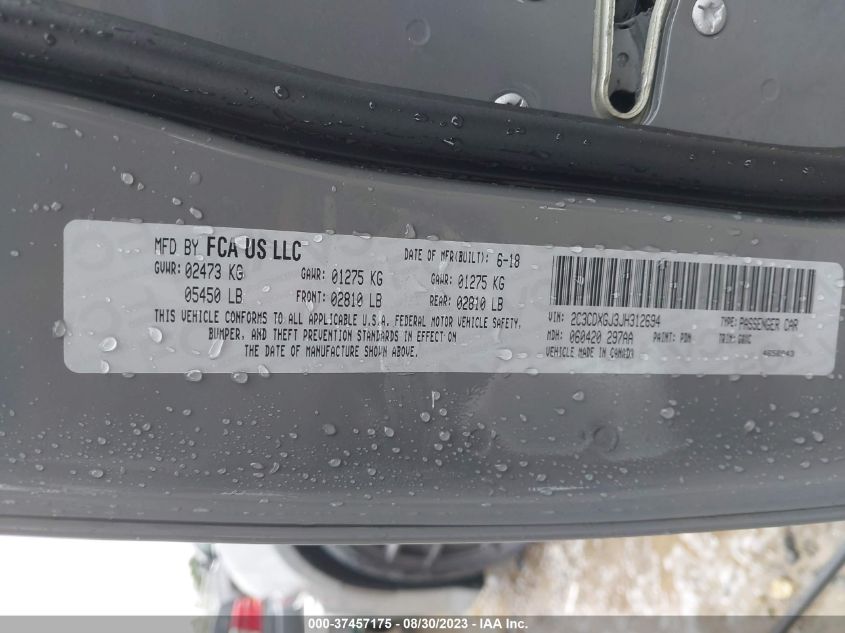 MFD BY FCA US LLC
DATE OF MFR(BUILT): 6-18
GVWR: 02473 KG
GAWR: 01275 KG
GAWR: 01275 KG
05450 LB
FRONT: 02810 LB
REAR: 02810 LB
THIS VEHICLE CONFORMS TO ALL APPLICABLE U.S.A. FEDERAL MOTOR VEHICLE SAFETY,
BUMPER, AND THEFT PREVENTION STANDARDS IN EFFECT ON
THE DATE OF MANUFACTURE SHOWN ABOVE.
VIN: 2C3CDXGJ3JH312694
TYPE: PASSENGER CAR
MDH: 060420 297AA
PAINT: PDN
TRIM:
VEHICLE MADE IN CANADA
000-37457175 - 08/30/2023 - IAA Inc.